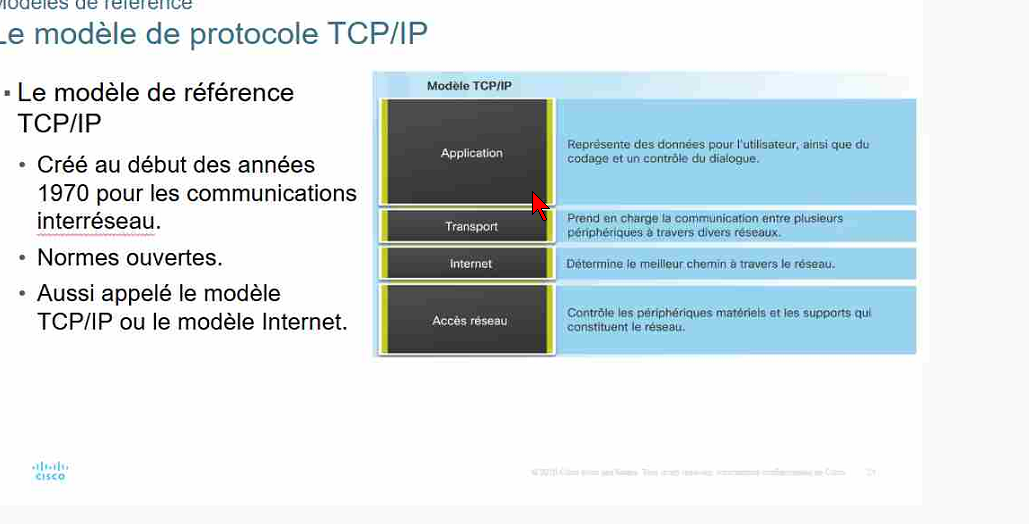 Modèles de référence
Le modèle de protocole TCP/IP
▪ Le modèle de référence
TCP/IP
• Créé au début des années
1970 pour les communications
interréseau.
• Normes ouvertes.
• Aussi appelé le modèle
TCP/IP ou le modèle Internet.
Modèle TCP/IP
Application
Représente des données pour l'utilisateur, ainsi que du
codage et un contrôle du dialogue.
Transport
Prend en charge la communication entre plusieurs
périphériques à travers divers réseaux.
Internet
Détermine le meilleur chemin à travers le réseau.
Accès réseau
Contrôle les périphériques matériels et les supports qui
constituent le réseau.
CISCO